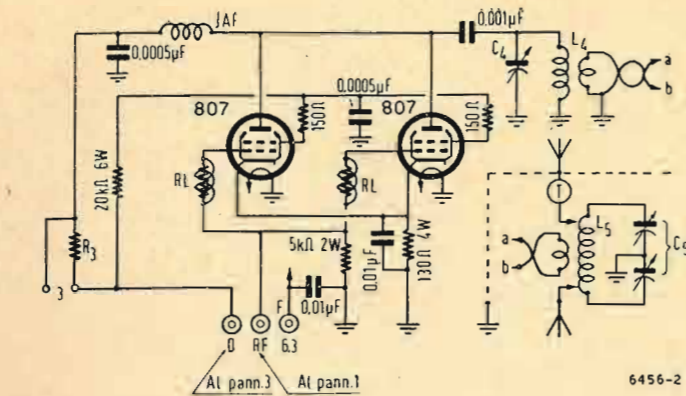 JAF
0,001µF
0,0005µF
C4
L4
a
b
0,0005µF
807
150Ω
807
150Ω
20kΩ 6W
RŁ
RŁ
T
L5
a
b
C5
R3
5kΩ 2W
0,01µF
130Ω 4W
3
F
0,01µF
0
RF
6.3
Al pann.3
Al pann.1
6456-2